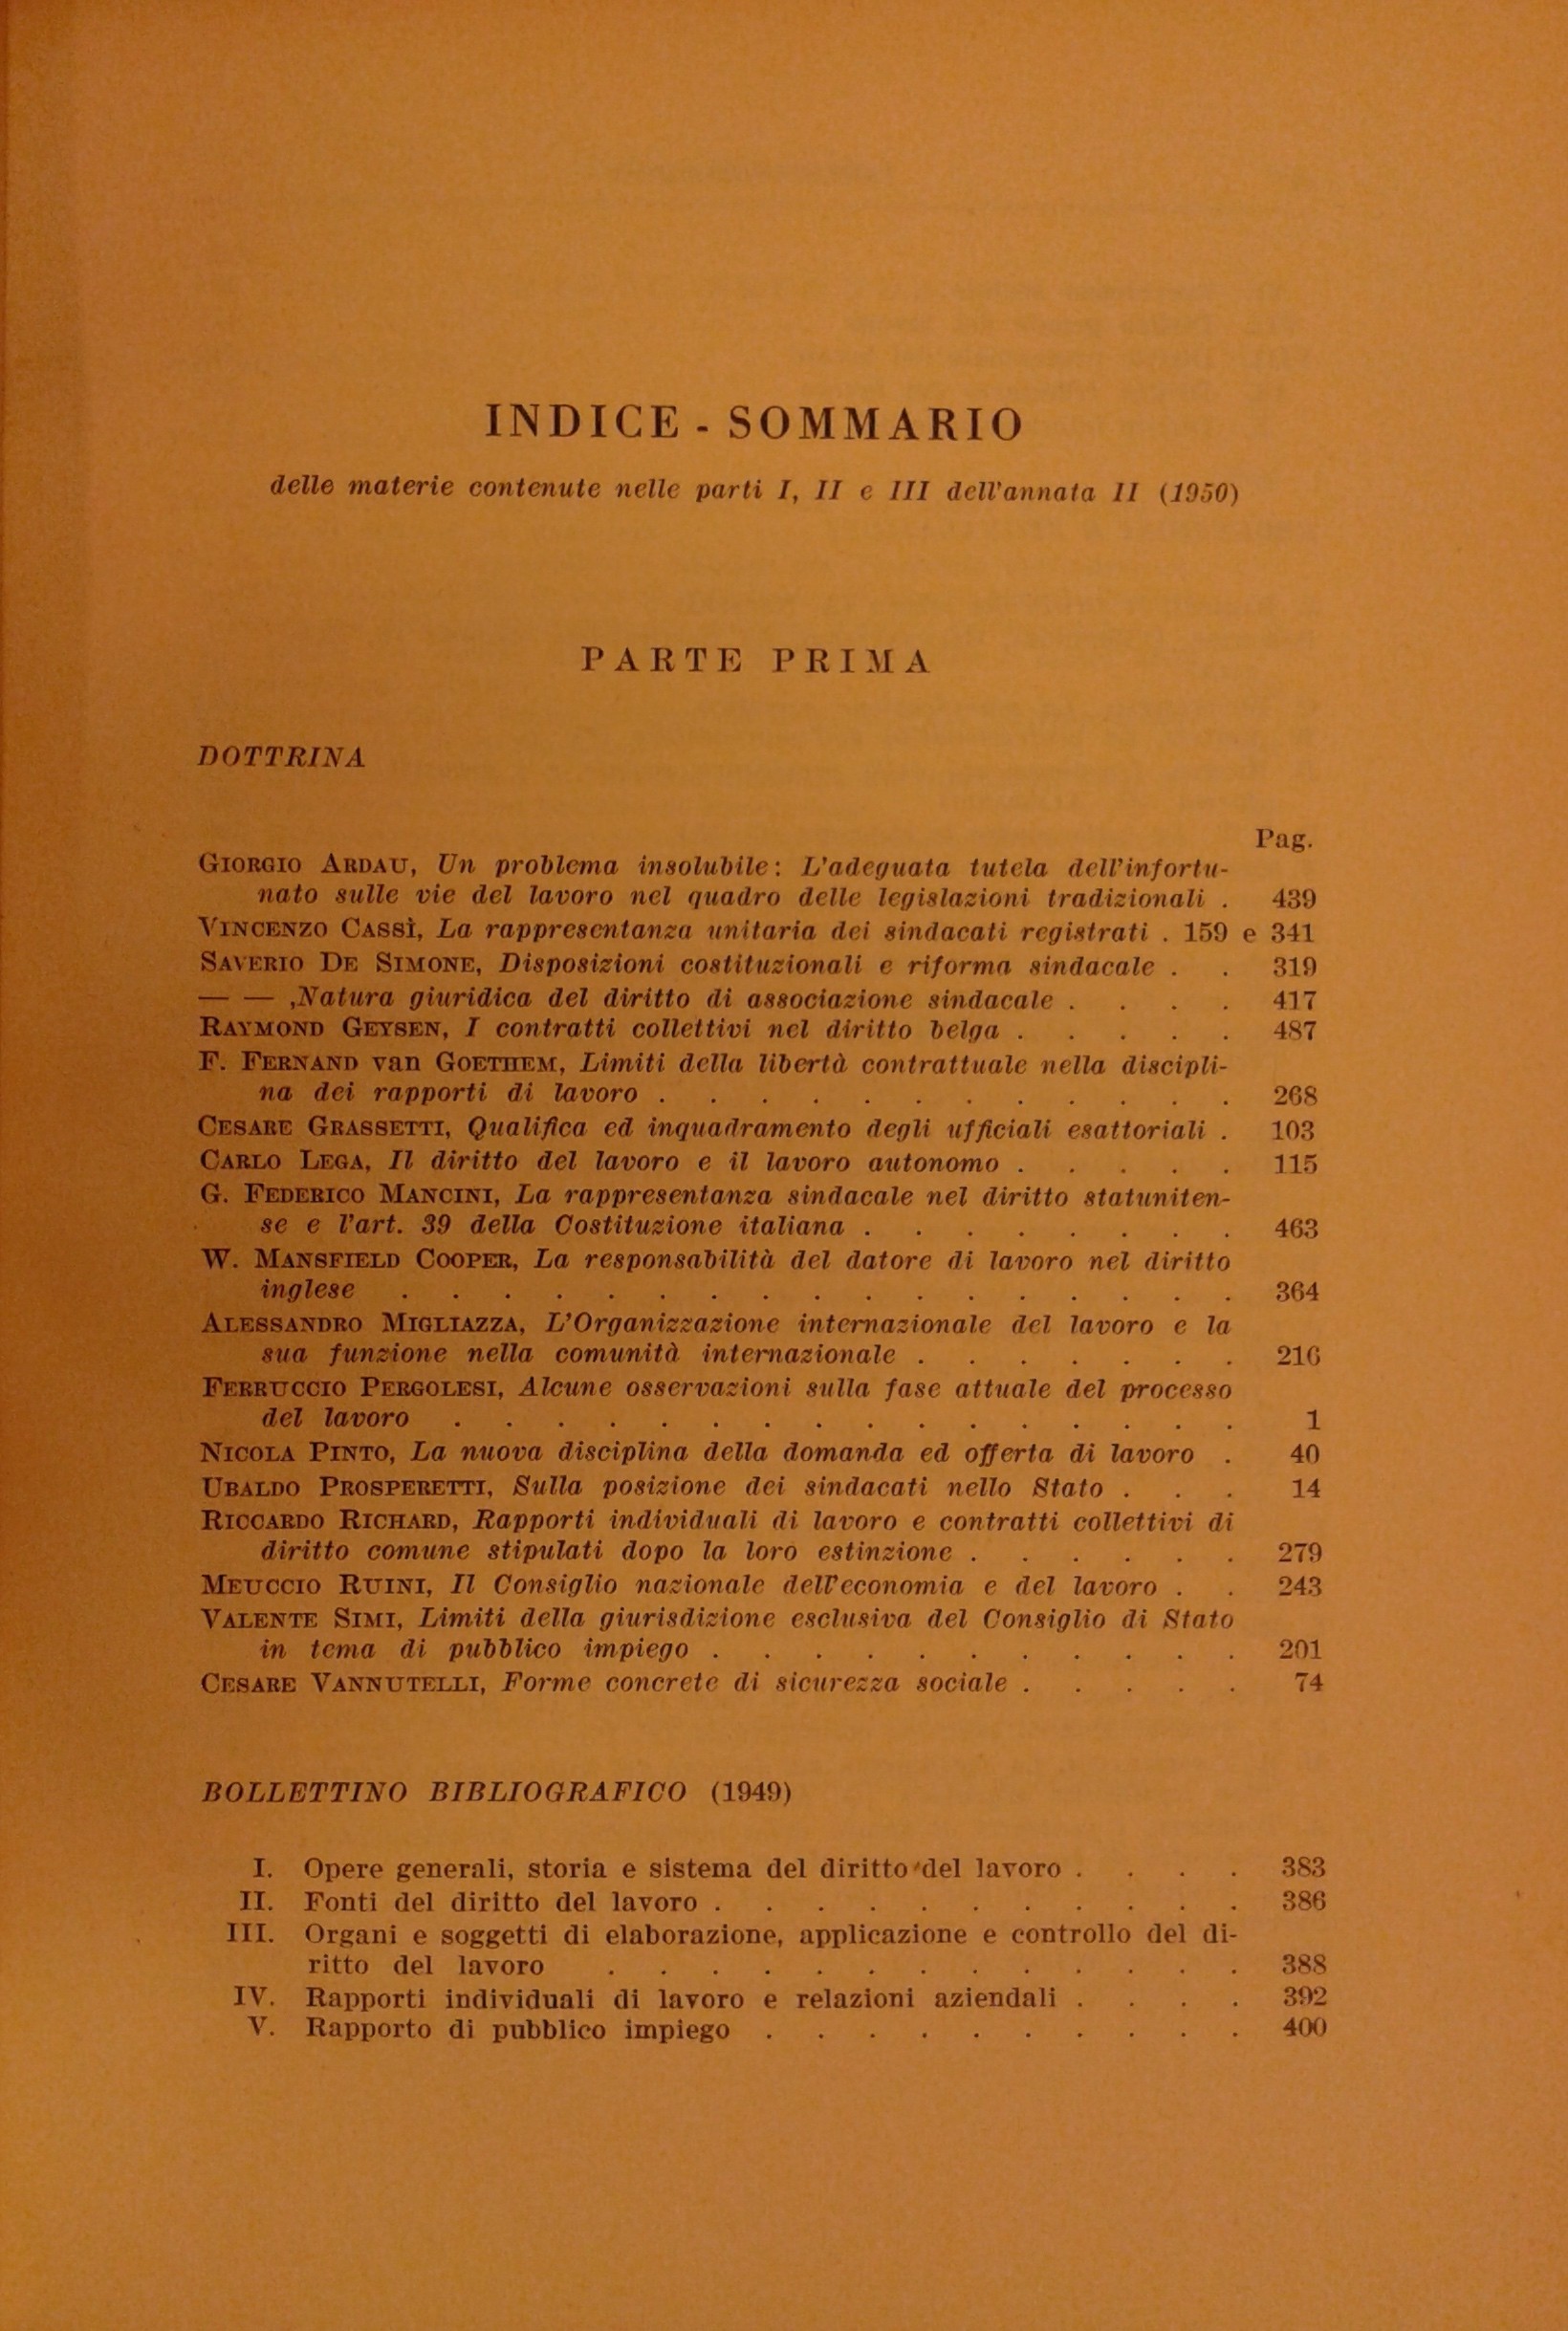 INDICE - SOMMARIO
delle materie contenute nelle parti I, II e III dell'annata II (1950)
PARTE PRIMA
DOTTRINA
Pag.
GIORGIO ARDAU, Un problema insolubile: L'adeguata tutela dell'infortu-
nato sulle vie del lavoro nel quadro delle legislazioni tradizionali . 439
VINCENZO CASSÌ, La rappresentanza unitaria dei sindacati registrati . 159 e 341
SAVERIO DE SIMONE, Disposizioni costituzionali e riforma sindacale . . 319
— — ,Natura giuridica del diritto di associazione sindacale . . . . 417
RAYMOND GEYSEN, I contratti collettivi nel diritto belga . . . . . 487
F. FERNAND van GOETHEM, Limiti della libertà contrattuale nella discipli-
na dei rapporti di lavoro . . . . . . . . . . . . 268
CESARE GRASSETTI, Qualifica ed inquadramento degli ufficiali esattoriali . 103
CARLO LEGA, Il diritto del lavoro e il lavoro autonomo . . . . . 115
G. FEDERICO MANCINI, La rappresentanza sindacale nel diritto statuniten-
se e l'art. 39 della Costituzione italiana . . . . . . . . 463
W. MANSFIELD COOPER, La responsabilità del datore di lavoro nel diritto
inglese . . . . . . . . . . . . . . . . . 364
ALESSANDRO MIGLIAZZA, L'Organizzazione internazionale del lavoro e la
sua funzione nella comunità internazionale . . . . . . . 216
FERRUCCIO PERGOLESI, Alcune osservazioni sulla fase attuale del processo
del lavoro . . . . . . . . . . . . . . . . 1
NICOLA PINTO, La nuova disciplina della domanda ed offerta di lavoro . 40
UBALDO PROSPERETTI, Sulla posizione dei sindacati nello Stato . . . 14
RICCARDO RICHARD, Rapporti individuali di lavoro e contratti collettivi di
diritto comune stipulati dopo la loro estinzione . . . . . . 279
MEUCCIO RUINI, Il Consiglio nazionale dell'economia e del lavoro . . 243
VALENTE SIMI, Limiti della giurisdizione esclusiva del Consiglio di Stato
in tema di pubblico impiego . . . . . . . . . . . 201
CESARE VANNUTELLI, Forme concrete di sicurezza sociale . . . . . 74
BOLLETTINO BIBLIOGRAFICO (1949)
I. Opere generali, storia e sistema del diritto del lavoro . . . . 383
II. Fonti del diritto del lavoro . . . . . . . . . . . 386
III. Organi e soggetti di elaborazione, applicazione e controllo del di-
ritto del lavoro . . . . . . . . . . . . . 388
IV. Rapporti individuali di lavoro e relazioni aziendali . . . . 392
V. Rapporto di pubblico impiego . . . . . . . . . . 400